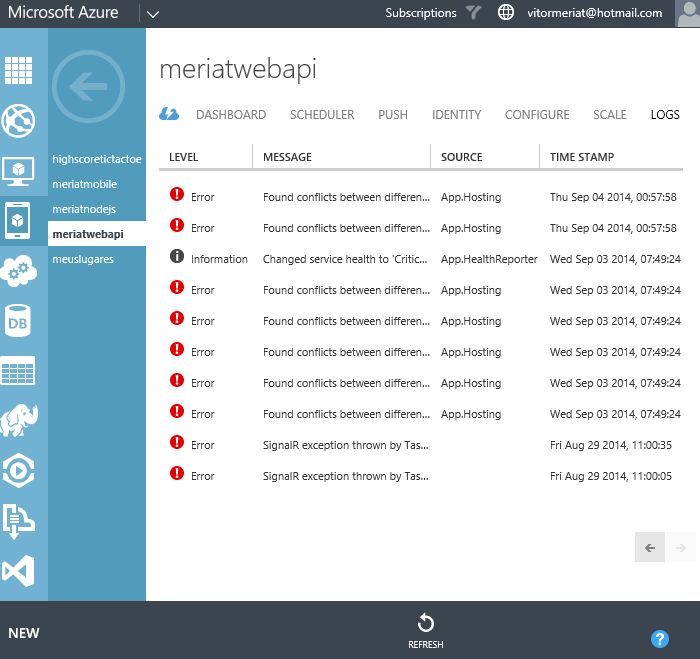 Microsoft Azure
Subscriptions vitormeriat@hotmail.com
highscoretictactoe
meriatmobile
meriatnodejs
meriatwebapi
meuslugares
DB
meriatwebapi
DASHBOARD SCHEDULER PUSH IDENTITY CONFIGURE SCALE LOGS
LEVEL MESSAGE SOURCE TIME STAMP
Error Found conflicts between differen... App.Hosting Thu Sep 04 2014, 00:57:58
Error Found conflicts between differen... App.Hosting Thu Sep 04 2014, 00:57:58
Information Changed service health to 'Critic... App.HealthReporter Wed Sep 03 2014, 07:49:24
Error Found conflicts between differen... App.Hosting Wed Sep 03 2014, 07:49:24
Error Found conflicts between differen... App.Hosting Wed Sep 03 2014, 07:49:24
Error Found conflicts between differen... App.Hosting Wed Sep 03 2014, 07:49:24
Error Found conflicts between differen... App.Hosting Wed Sep 03 2014, 07:49:24
Error Found conflicts between differen... App.Hosting Wed Sep 03 2014, 07:49:24
Error SignalR exception thrown by Tas... Fri Aug 29 2014, 11:00:35
Error SignalR exception thrown by Tas... Fri Aug 29 2014, 11:00:05
NEW
REFRESH
?